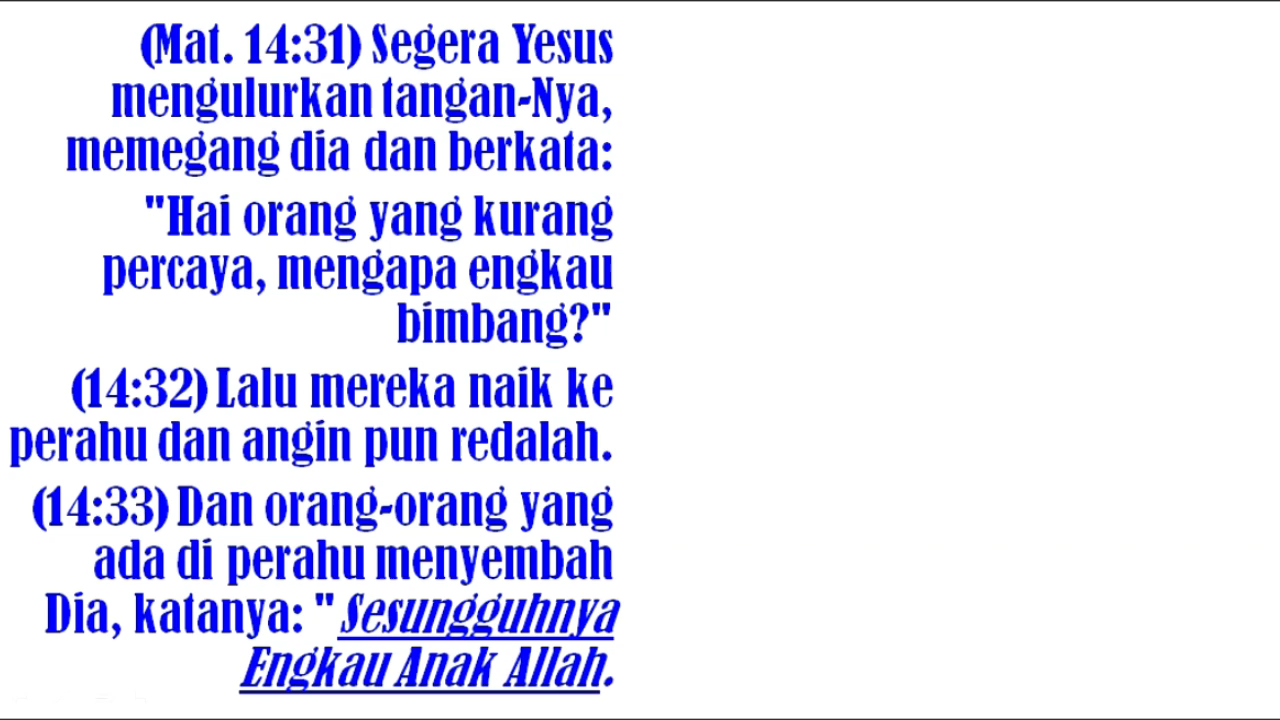 (Mat. 14:31) Segera Yesus
mengulurkan tangan-Nya,
memegang dia dan berkata:
"Hai orang yang kurang
percaya, mengapa engkau
bimbang?"
(14:32) Lalu mereka naik ke
perahu dan angin pun redalah.
(14:33) Dan orang-orang yang
ada di perahu menyembah
Dia, katanya: "Sesungguhnya
Engkau Anak Allah.